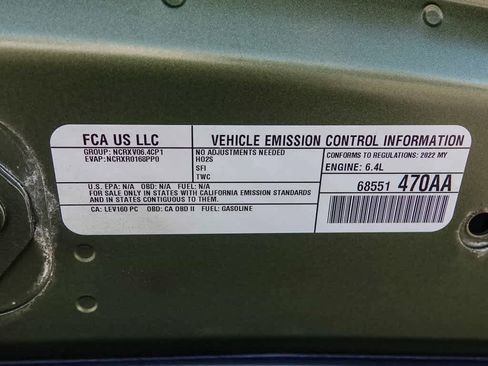 FCA US LLC
GROUP: NCRXV06.4CP1
EVAP: NCRXR0168PP0
VEHICLE EMISSION CONTROL INFORMATION
NO ADJUSTMENTS NEEDED
HO2S
SFI
TWC
CONFORMS TO REGULATIONS: 2022 MY
ENGINE: 6.4L
68551 470AA
U.S. EPA: N/A OBD: N/A FUEL: N/A
FOR SALE ONLY IN STATES WITH CALIFORNIA EMISSION STANDARDS
AND IN STATES CONTIGUOUS TO THEM.
CA: LEV160 PC OBD: CA OBD II FUEL: GASOLINE